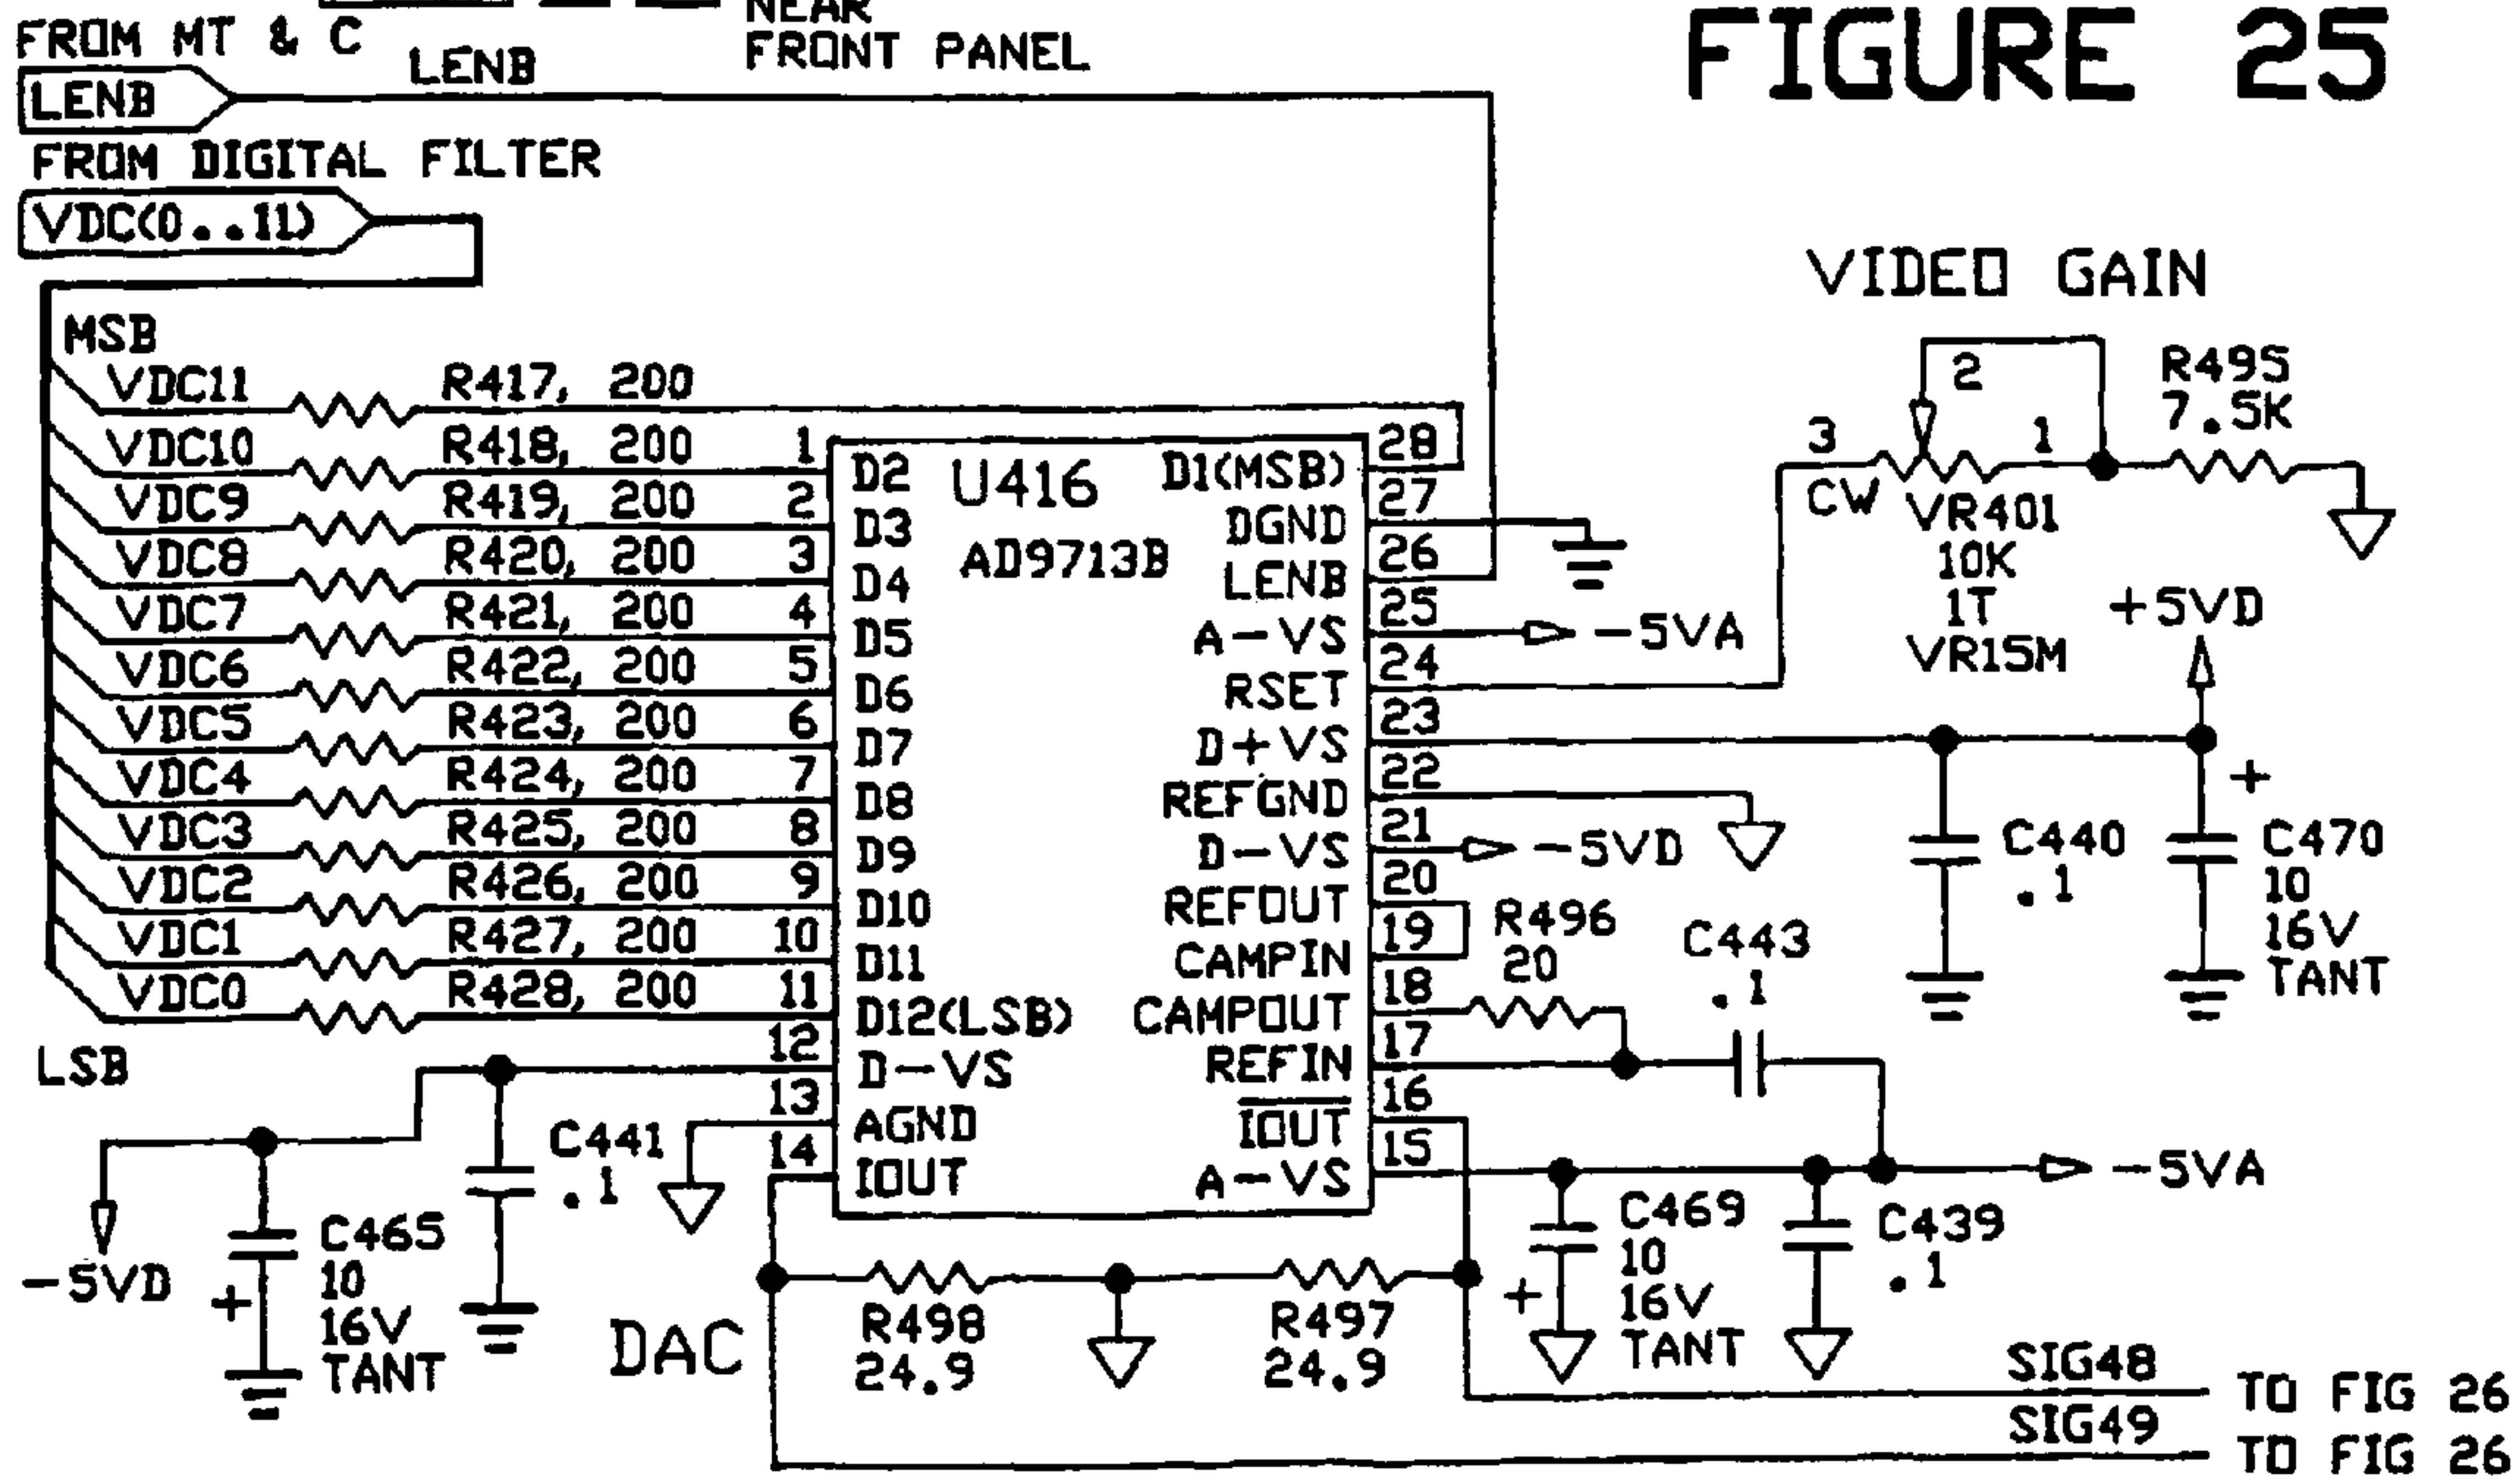 NEAR
FROM MT & C
FRONT PANEL
FIGURE 25
LENB
LENB
FROM DIGITAL FILTER
VDC(0..11)
VIDEO GAIN
MSB
VDC11 R417, 200
VDC10 R418, 200 1 D2
VDC9 R419, 200 2 D3
VDC8 R420, 200 3 D4
VDC7 R421, 200 4 D5
VDC6 R422, 200 5 D6
VDC5 R423, 200 6 D7
VDC4 R424, 200 7 D8
VDC3 R425, 200 8 D9
VDC2 R426, 200 9 D10
VDC1 R427, 200 10 D11
VDC0 R428, 200 11 D12(LSB)
LSB
12 D-VS
13 AGND
14 IOUT
U416
AD9713B
D1(MSB) 28
DGND 27
LENB 26
A-VS 25 -5VA
RSET 24
D+VS 23
REFGND 22
D-VS 21 -5VD
REFOUT 20
CAMPIN 19
CAMPOUT 18
REFIN 17
IOUT 16
A-VS 15
2
3
1
CW
VR401
10K
1T
VR15M
R495
7.5K
+5VD
+
C440
.1
C470
10
16V
TANT
R496
20
C443
.1
-5VA
C441
.1
-5VD
C465
10
16V
TANT
+
DAC
R498
24.9
R497
24.9
C469
10
16V
TANT
+
C439
.1
SIG48 TO FIG 26
SIG49 TO FIG 26